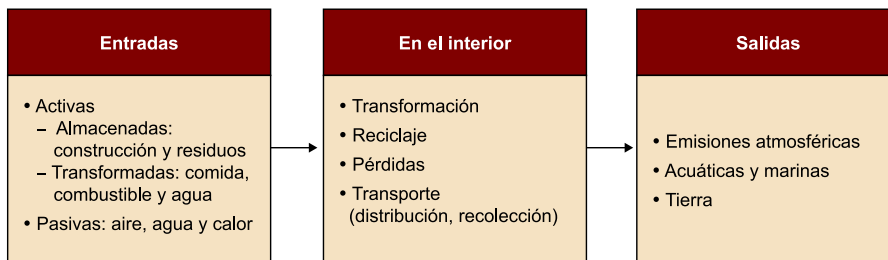 Entradas
• Activas
– Almacenadas:
construcción y residuos
– Transformadas: comida,
combustible y agua
• Pasivas: aire, agua y calor
En el interior
• Transformación
• Reciclaje
• Pérdidas
• Transporte
(distribución, recolección)
Salidas
• Emisiones atmosféricas
• Acuáticas y marinas
• Tierra